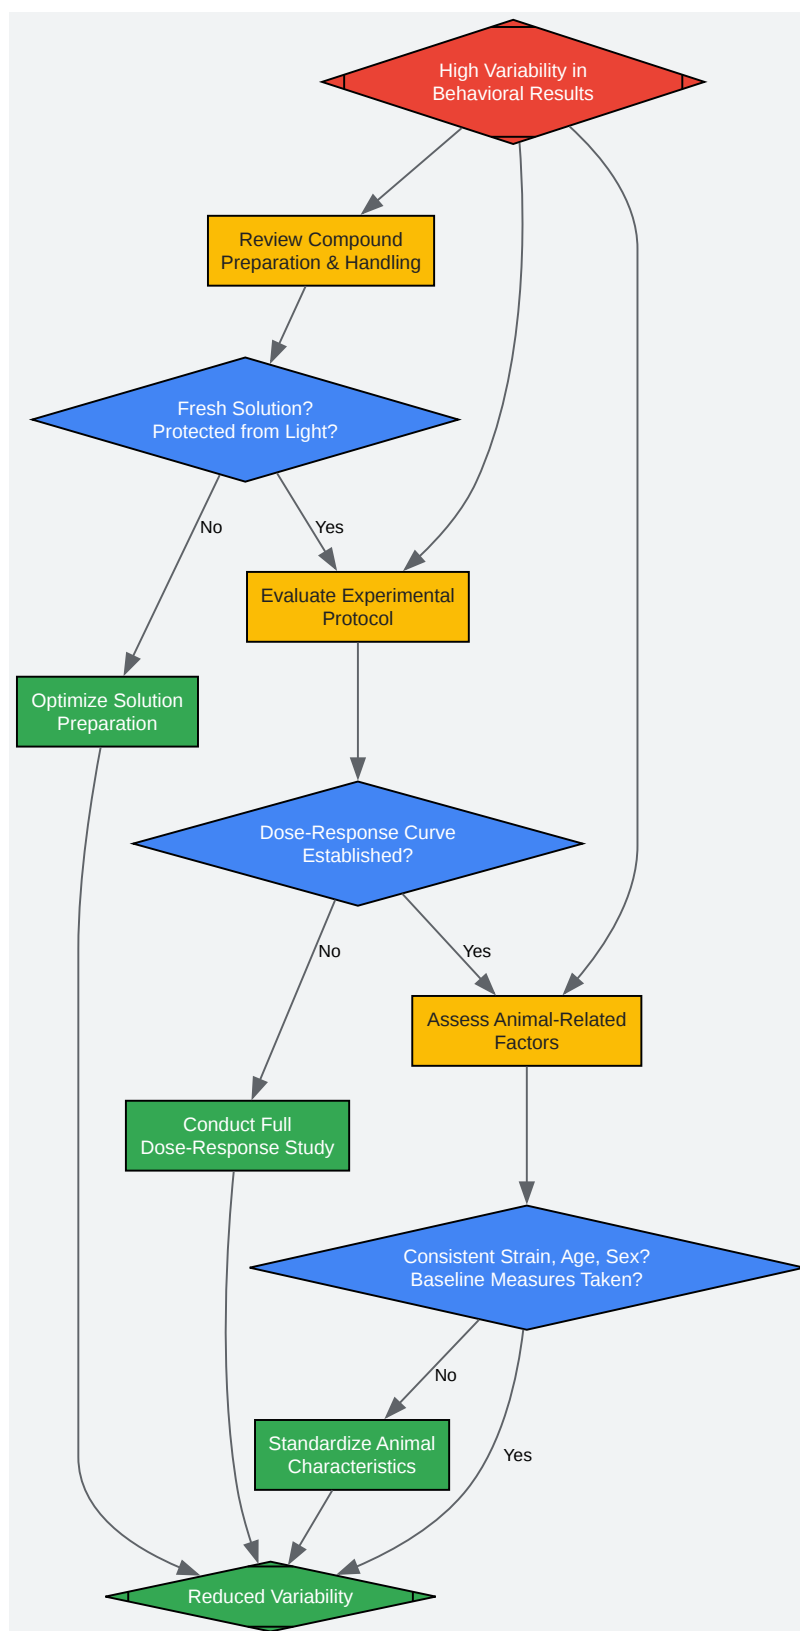 High Variability in
Behavioral Results
Review Compound
Preparation & Handling
Fresh Solution?
Protected from Light?
No
Yes
Evaluate Experimental
Protocol
Optimize Solution
Preparation
Dose-Response Curve
Established?
No
Yes
Assess Animal-Related
Factors
Conduct Full
Dose-Response Study
Consistent Strain, Age, Sex?
Baseline Measures Taken?
No
Standardize Animal
Characteristics
Yes
Reduced Variability